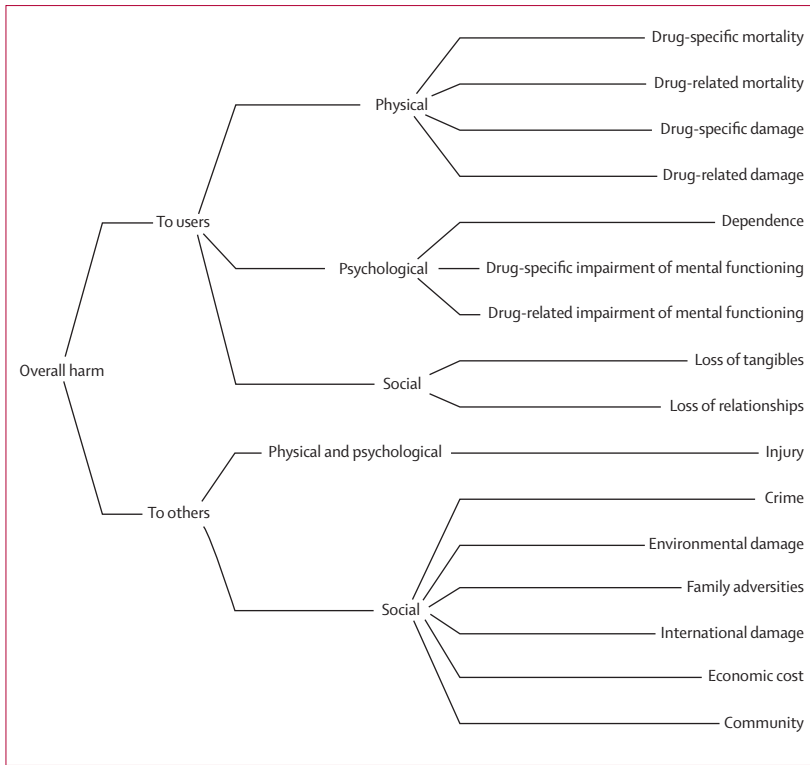 Drug-specific mortality
Drug-related mortality
Physical
Drug-specific damage
Drug-related damage
To users
Dependence
Psychological
Drug-specific impairment of mental functioning
Drug-related impairment of mental functioning
Loss of tangibles
Overall harm
Social
Loss of relationships
Physical and psychological
Injury
Crime
To others
Environmental damage
Family adversities
Social
International damage
Economic cost
Community